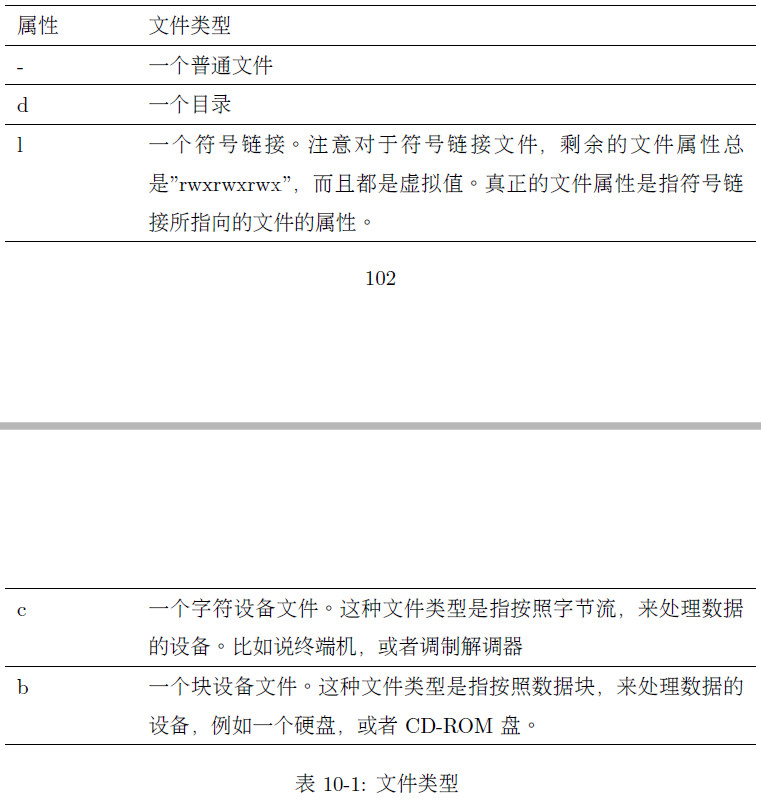 属性 文件类型
- 一个普通文件
d 一个目录
l 一个符号链接。注意对于符号链接文件，剩余的文件属性总
是”rwxrwxrwx”，而且都是虚拟值。真正的文件属性是指符号链
接所指向的文件的属性。
102
c 一个字符设备文件。这种文件类型是指按照字节流，来处理数据
的设备。比如说终端机，或者调制解调器
b 一个块设备文件。这种文件类型是指按照数据块，来处理数据的
设备，例如一个硬盘，或者 CD-ROM 盘。
表 10-1: 文件类型